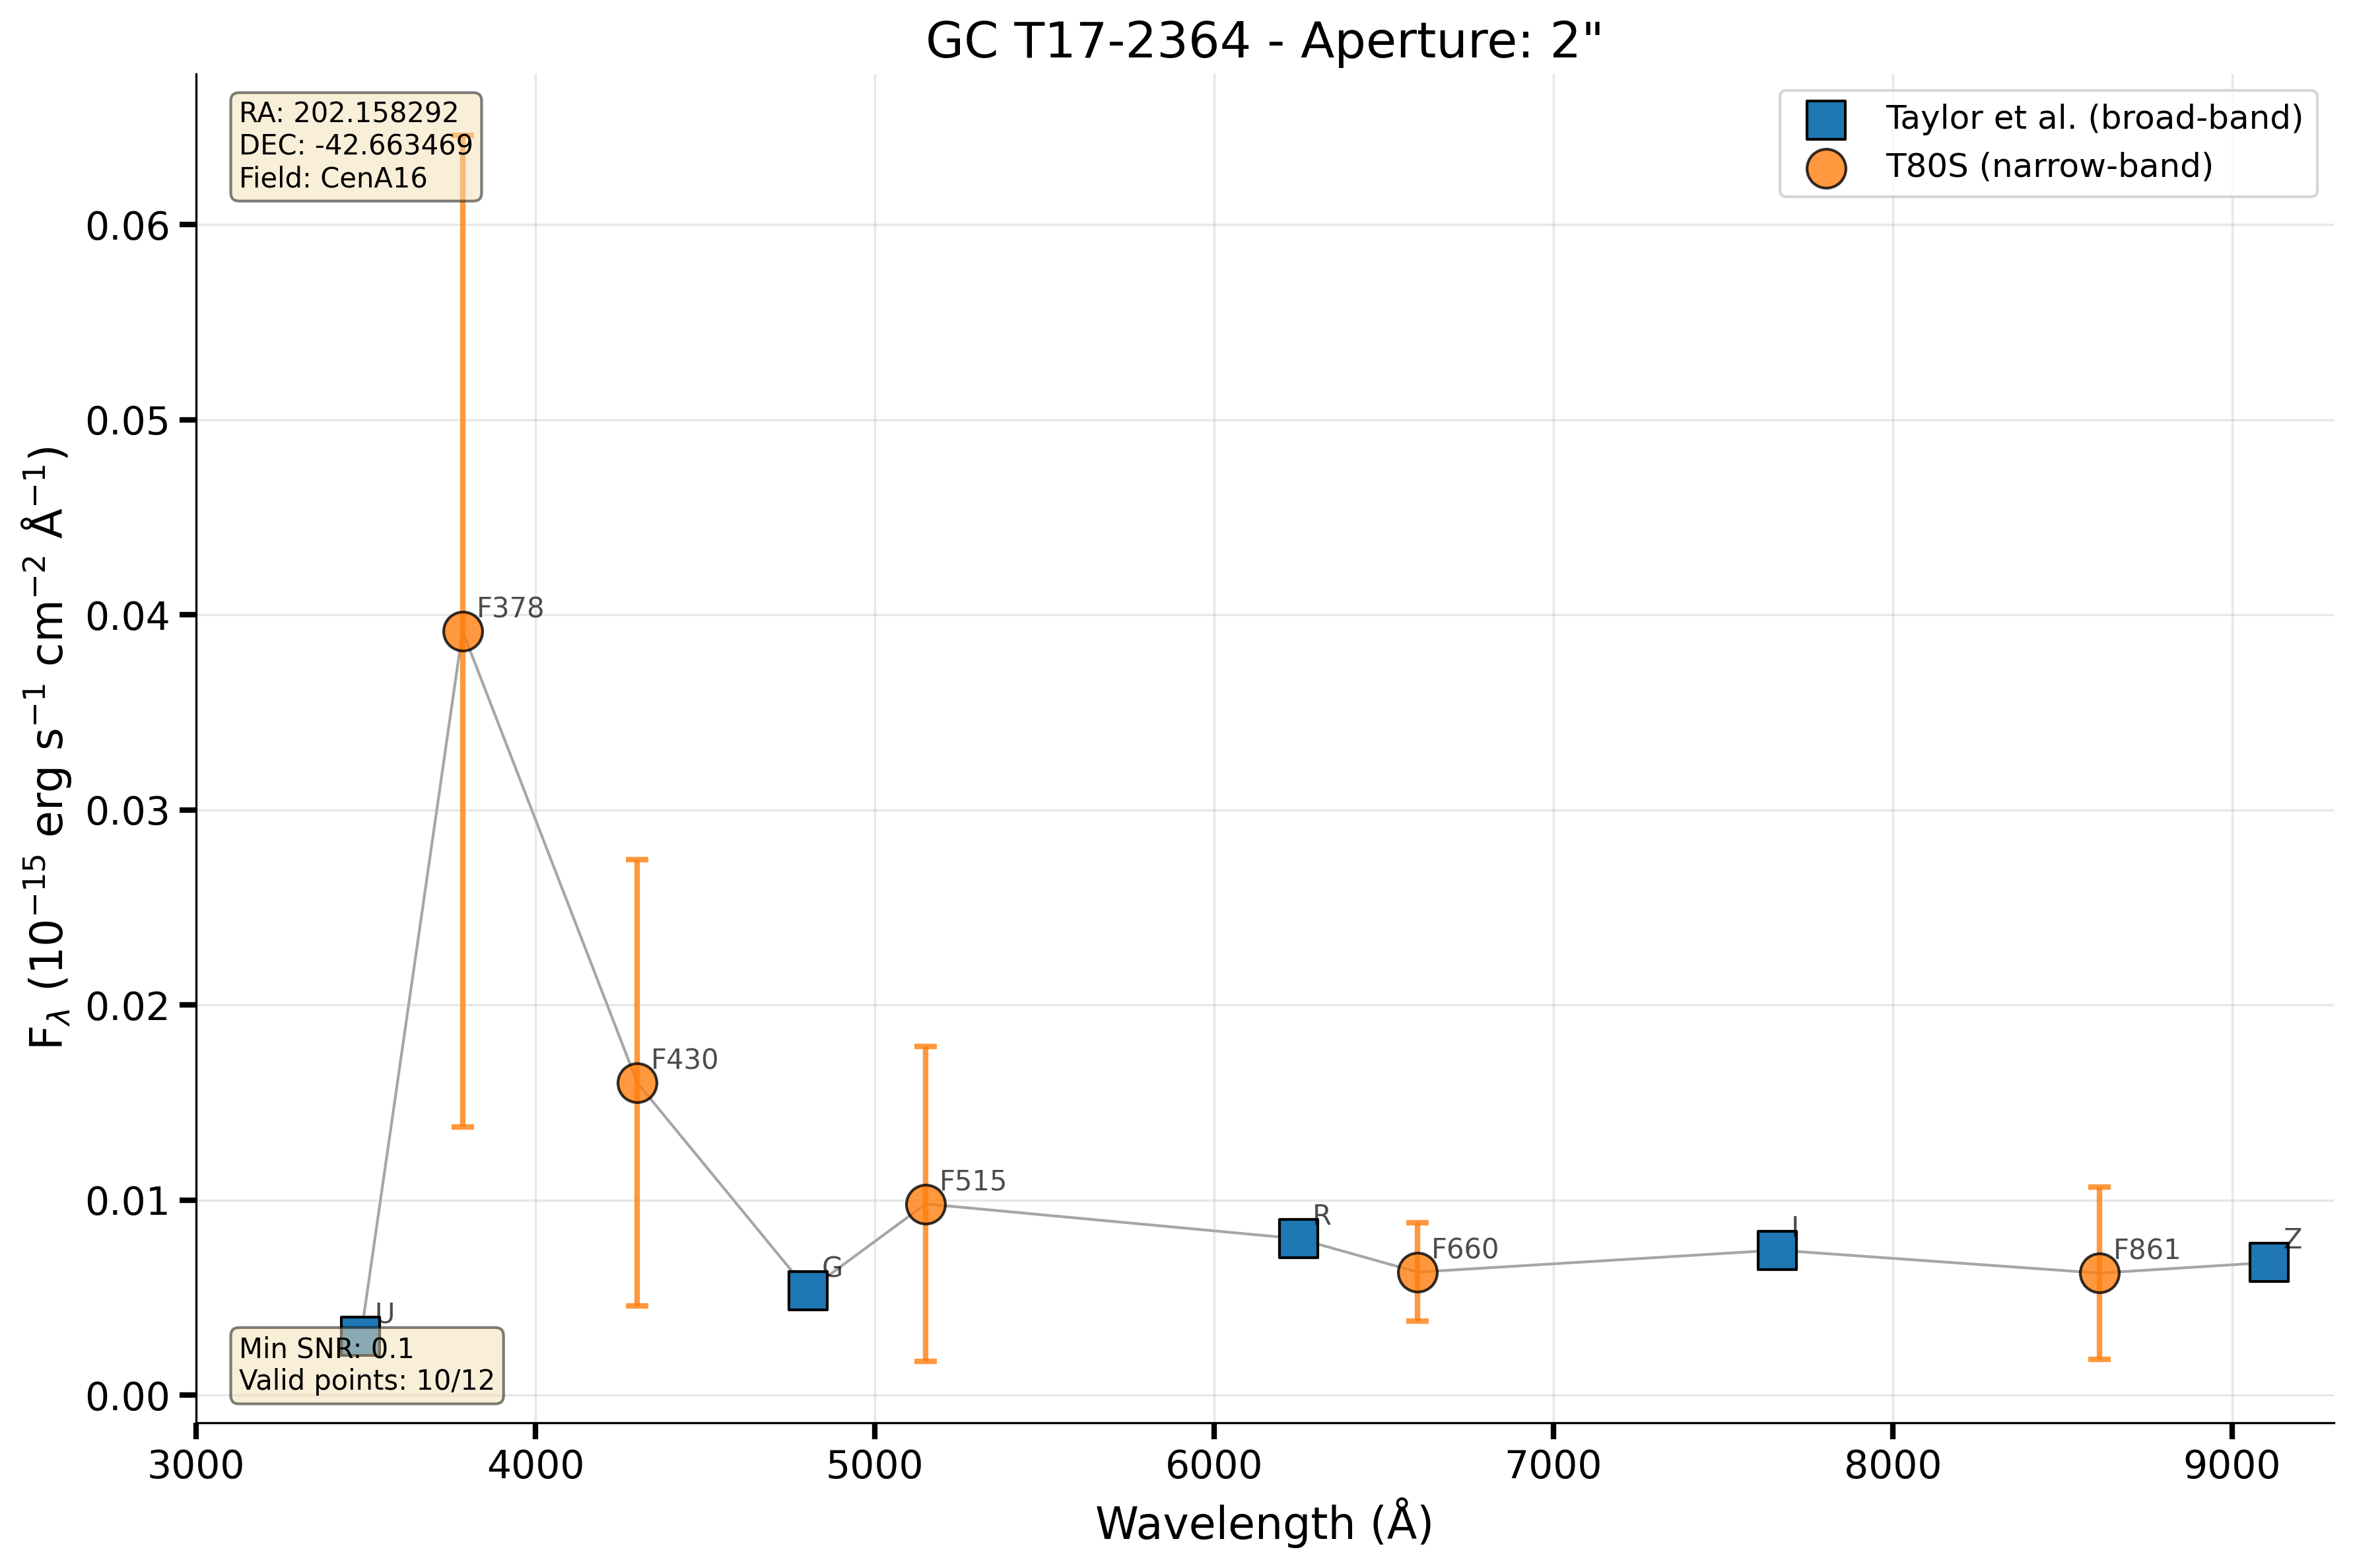 GC T17-2364 - Aperture: 2"
RA: 202.158292
DEC: -42.663469
Field: CenA16
Taylor et al. (broad-band)
T80S (narrow-band)
0.06
0.05
0.04
0.03
0.02
0.01
0.00
F378
F430
F515
G
U
R
F660
I
F861
Z
Min SNR: 0.1
Valid points: 10/12
3000 4000 5000 6000 7000 8000 9000
Wavelength (Å)
Fλ (10⁻¹⁵ erg s⁻¹ cm⁻² Å⁻¹)